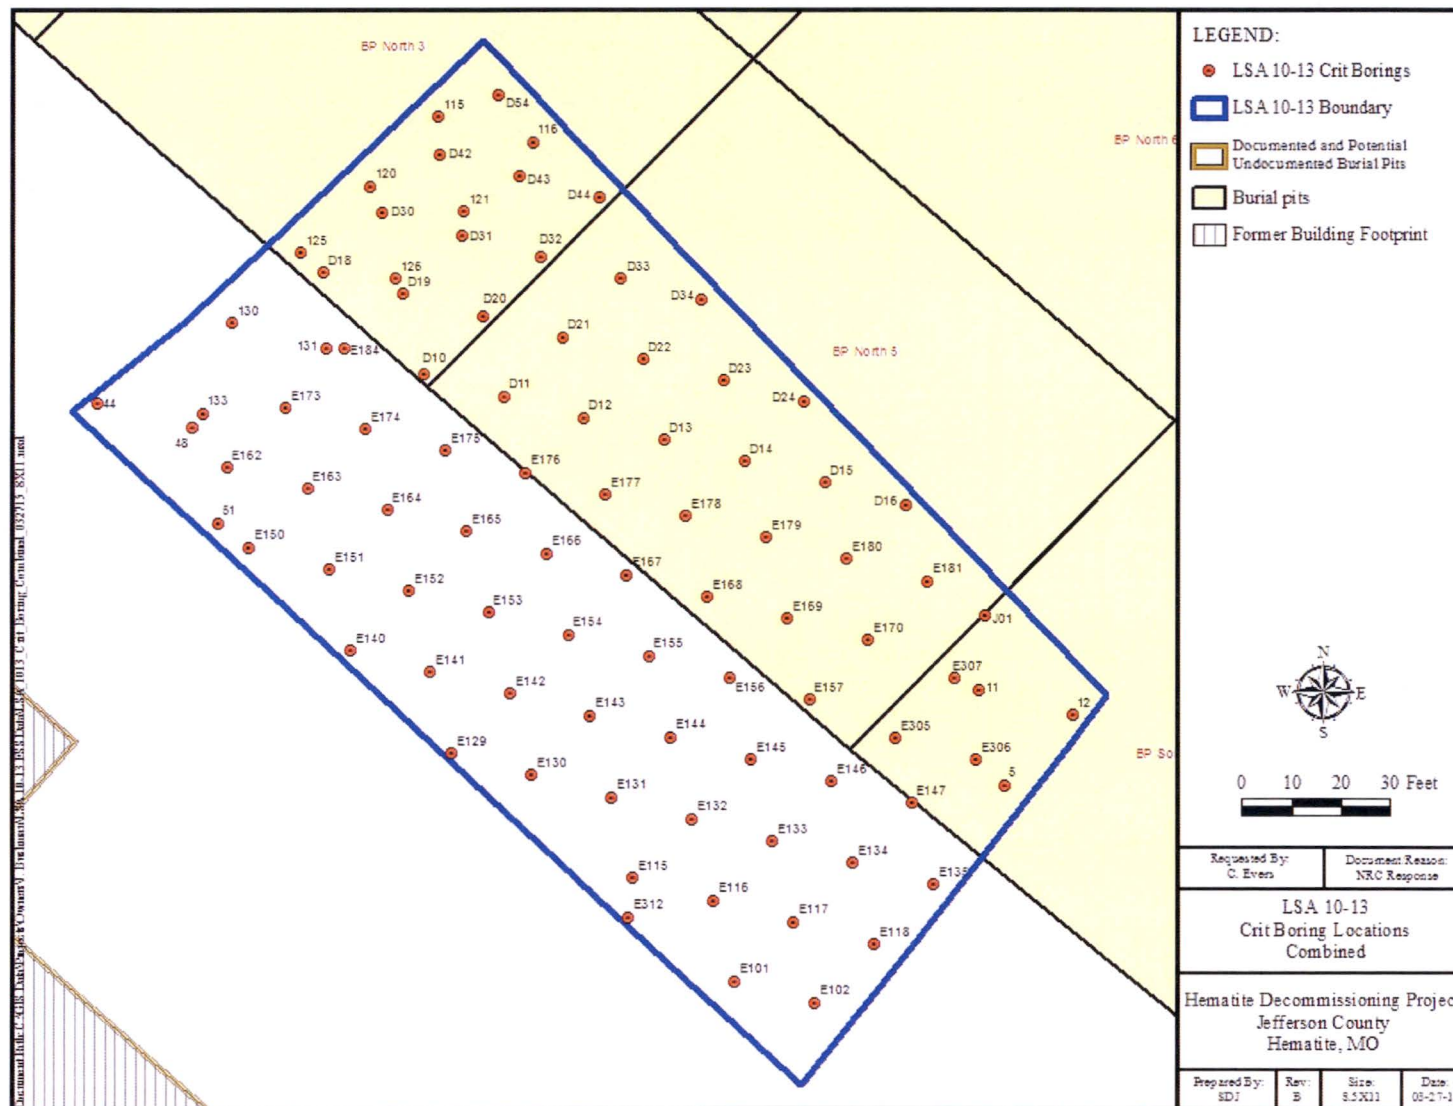 BP North 3
BP North 6
BP North 5
D54
115
116
D42
D43
120
D44
D30
121
D31
125
D32
D18
126
D19
D33
D34
D20
130
D21
131
E184
D22
D10
D23
D11
D24
44
133
E173
D12
48
E174
D13
E175
D14
E162
E176
D15
E163
E177
D16
E164
E178
51
E165
E179
E150
E166
E180
E151
E167
E181
E152
E168
E153
E169
J01
E154
E170
E140
E155
E141
E156
E307
11
E142
E157
12
E143
E144
E305
E129
E145
E306
E130
E146
5
E131
E147
E132
E133
E134
E115
E135
E116
E312
E117
E118
E101
E102
LEGEND:
LSA 10-13 Crit Borings
LSA 10-13 Boundary
Documented and Potential
Undocumented Burial Pits
Burial pits
Former Building Footprint
N
W E
S
0 10 20 30 Feet
Requested By:
C. Evers
Document Reason:
NRC Response
LSA 10-13
Crit Boring Locations
Combined
Hematite Decommissioning Projec
Jefferson County
Hematite, MO
Prepared By:
SDJ
Rev:
B
Size:
8.5X11
Date: